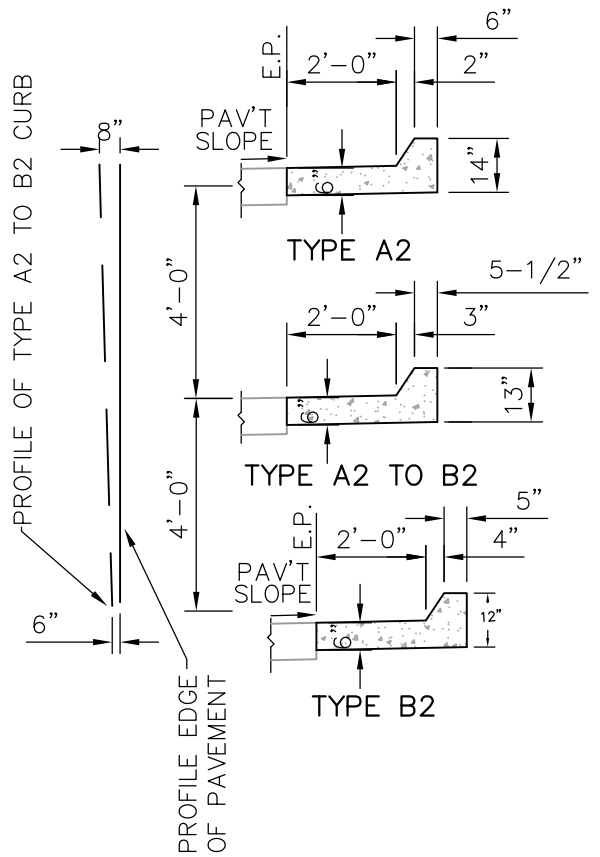 6"
E.P.
2'-0"
2"
8"
PAV'T
SLOPE
6"
14"
TYPE A2
PROFILE OF TYPE A2 TO B2 CURB
4'-0"
5-1/2"
2'-0"
3"
6"
13"
TYPE A2 TO B2
4'-0"
5"
E.P.
2'-0"
4"
PAV'T
SLOPE
6"
12"
6"
TYPE B2
PROFILE EDGE
OF PAVEMENT